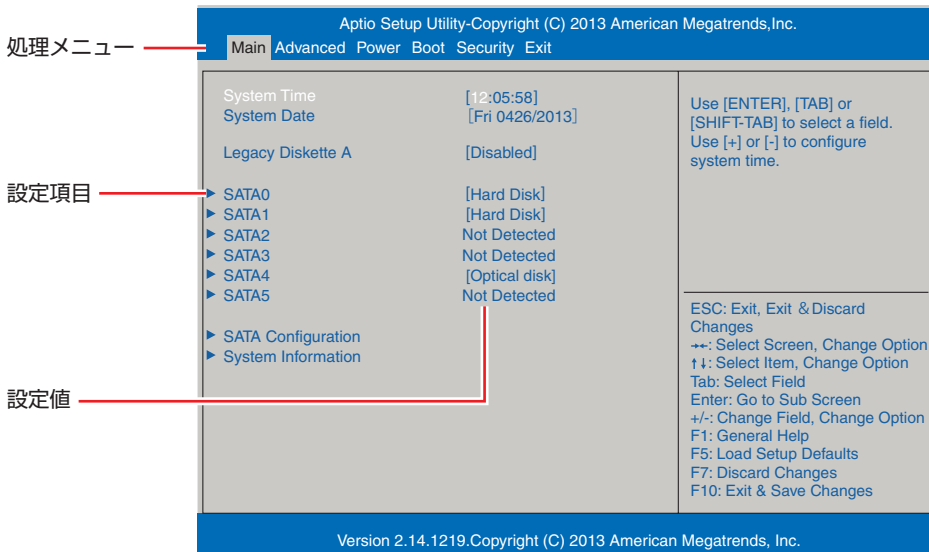 Aptio Setup Utility-Copyright (C) 2013 American Megatrends,Inc.
処理メニュー
Main Advanced Power Boot Security Exit
System Time [12:05:58]
System Date [Fri 0426/2013]
Legacy Diskette A [Disabled]
設定項目
▶ SATA0 [Hard Disk]
▶ SATA1 [Hard Disk]
▶ SATA2 Not Detected
▶ SATA3 Not Detected
▶ SATA4 [Optical disk]
▶ SATA5 Not Detected
▶ SATA Configuration
▶ System Information
設定値
Use [ENTER], [TAB] or
[SHIFT-TAB] to select a field.
Use [+] or [-] to configure
system time.
ESC: Exit, Exit ＆Discard
Changes
→←: Select Screen, Change Option
↑↓: Select Item, Change Option
Tab: Select Field
Enter: Go to Sub Screen
+/-: Change Field, Change Option
F1: General Help
F5: Load Setup Defaults
F7: Discard Changes
F10: Exit & Save Changes
Version 2.14.1219.Copyright (C) 2013 American Megatrends, Inc.